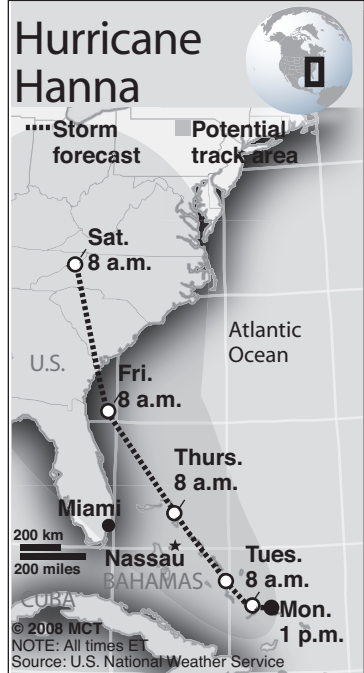 Hurricane
Hanna
Storm
forecast
Potential
track area
Sat.
8 a.m.
Atlantic
Ocean
U.S.
Fri.
8 a.m.
Thurs.
8 a.m.
Miami
200 km
200 miles
Nassau
BAHAMAS
Tues.
8 a.m.
CUBA
Mon.
1 p.m.
© 2008 MCT
NOTE: All times ET
Source: U.S. National Weather Service